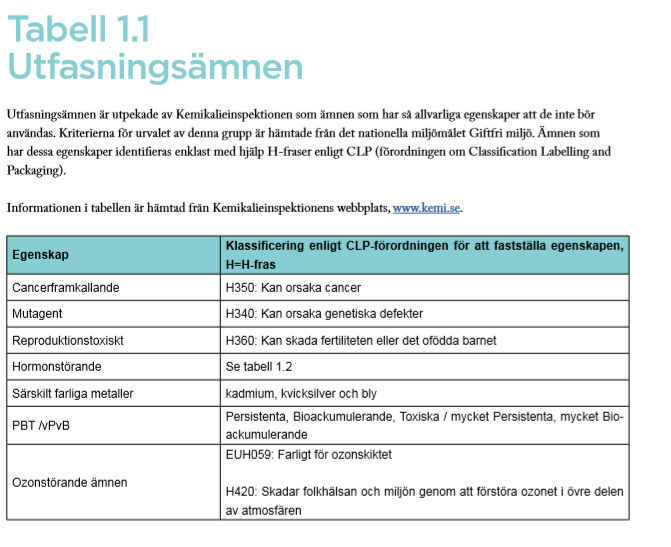 Tabell 1.1
Utfasningsämnen
Utfasningsämnen är utpekade av Kemikalieinspektionen som ämnen som har så allvarliga egenskaper att de inte bör
användas. Kriterierna för urvalet av denna grupp är hämtade från det nationella miljömålet Giftfri miljö. Ämnen som
har dessa egenskaper identifieras enklast med hjälp H-fraser enligt CLP (förordningen om Classification Labelling and
Packaging).
Informationen i tabellen är hämtad från Kemikalieinspektionens webbplats, www.kemi.se.
Egenskap
Klassificering enligt CLP-förordningen för att fastställa egenskapen,
H=H-fras
Cancerframkallande
H350: Kan orsaka cancer
Mutagent
H340: Kan orsaka genetiska defekter
Reproduktionstoxiskt
H360: Kan skada fertiliteten eller det ofödda barnet
Hormonstörande
Se tabell 1.2
Särskilt farliga metaller
kadmium, kvicksilver och bly
PBT /vPvB
Persistenta, Bioackumulerande, Toxiska / mycket Persistenta, mycket Bio-
ackumulerande
Ozonstörande ämnen
EUH059: Farligt för ozonskiktet
H420: Skadar folkhälsan och miljön genom att förstöra ozonet i övre delen
av atmosfären